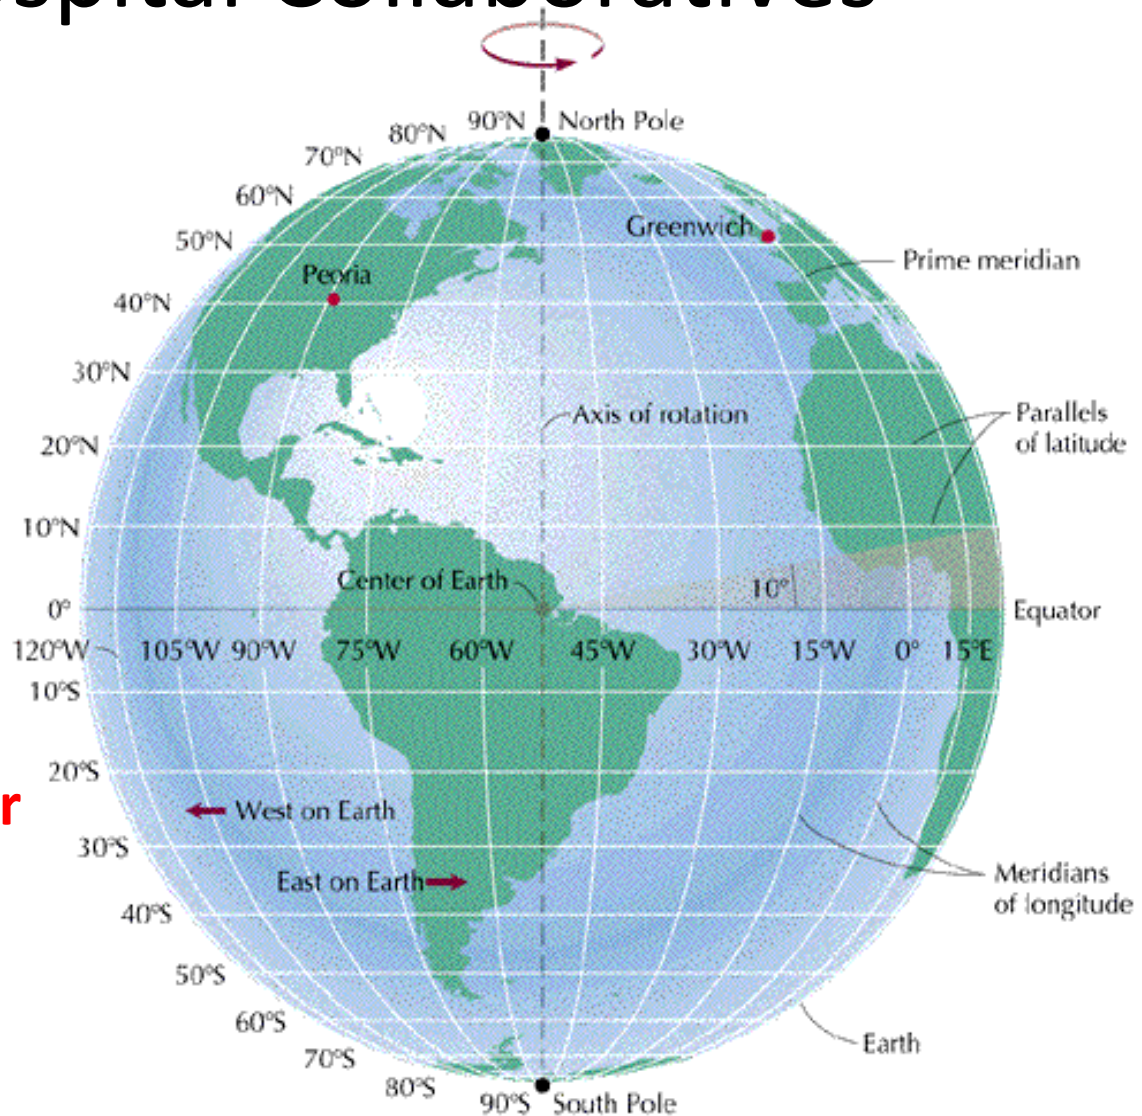 spital Collaboratives
90°N North Pole
80°N
70°N
60°N
Greenwich
50°N
Prime meridian
Peoria
40°N
30°N
Axis of rotation
Parallels
of latitude
20°N
10°N
Center of Earth
10°
0°
Equator
120°W 105°W 90°W 75°W 60°W 45°W 30°W 15°W 0° 15°E
10°S
20°S
r
West on Earth
30°S
East on Earth
Meridians
of longitude
40°S
50°S
60°S
Earth
70°S
80°S
90°S South Pole